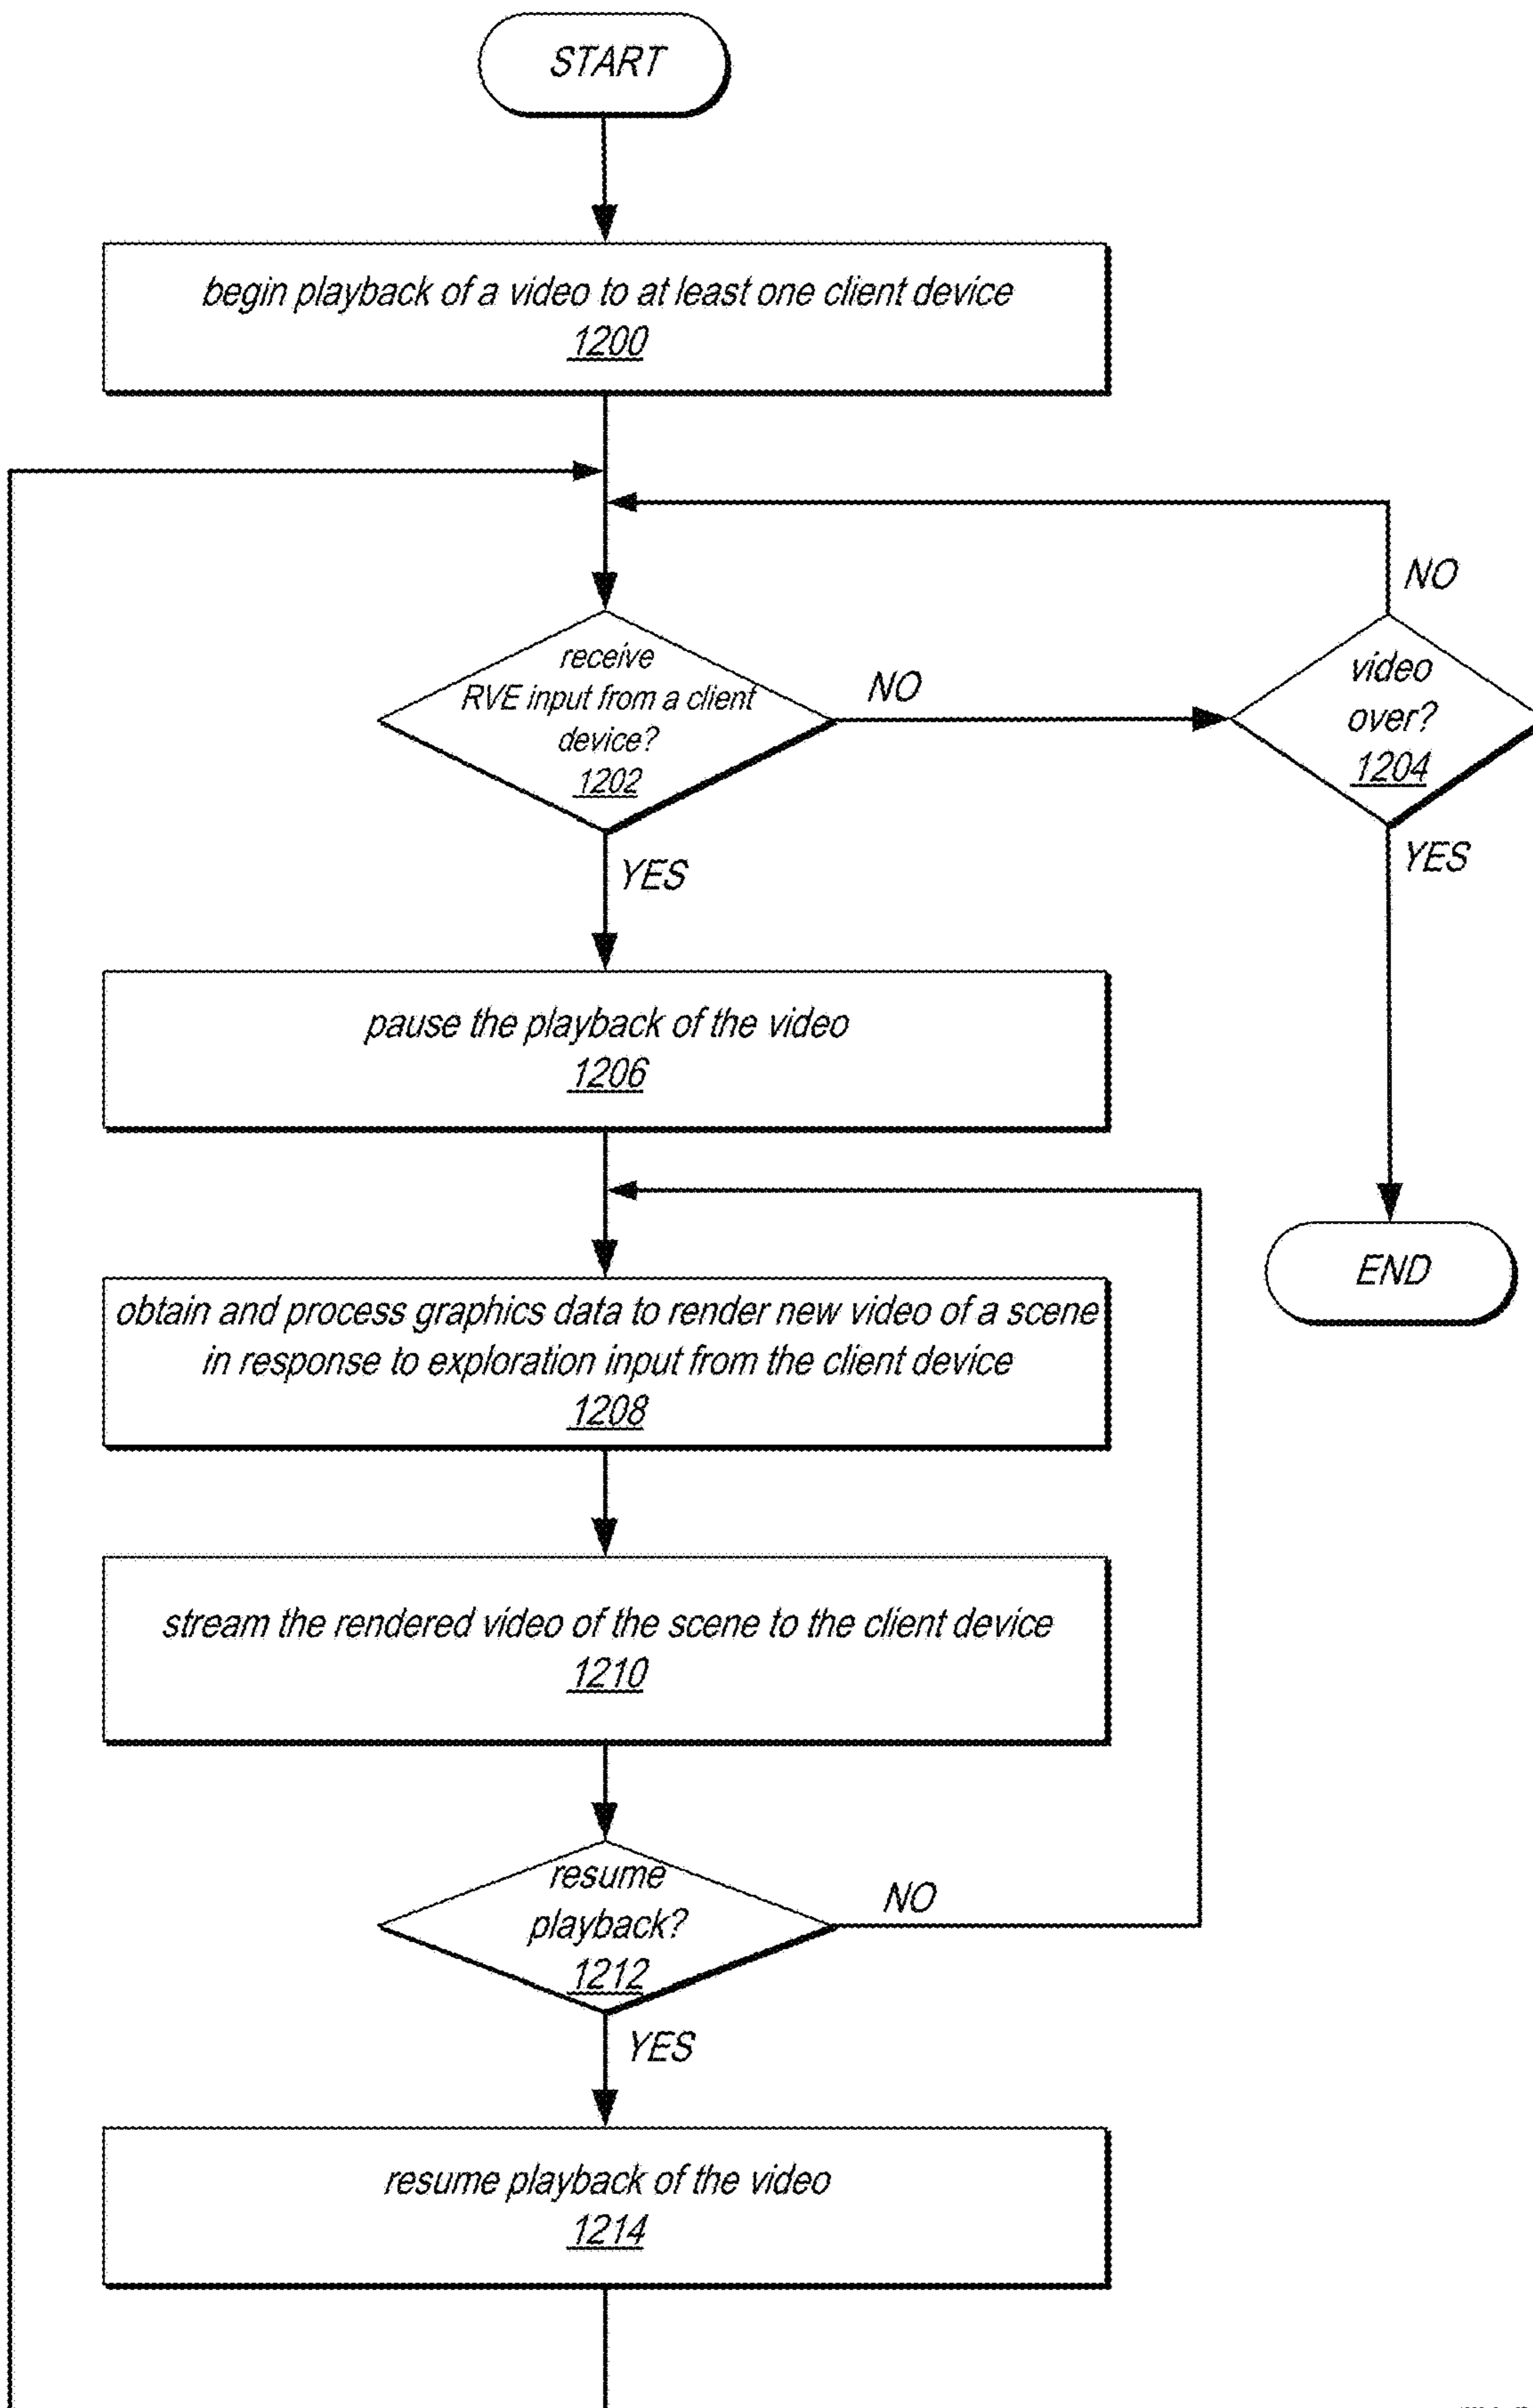 START
begin playback of a video to at least one client device
1200
NO
receive
RVE input from a client
device?
1202
NO
video
over?
1204
YES
YES
pause the playback of the video
1206
obtain and process graphics data to render new video of a scene
in response to exploration input from the client device
1208
END
stream the rendered video of the scene to the client device
1210
resume
playback?
1212
NO
YES
resume playback of the video
1214